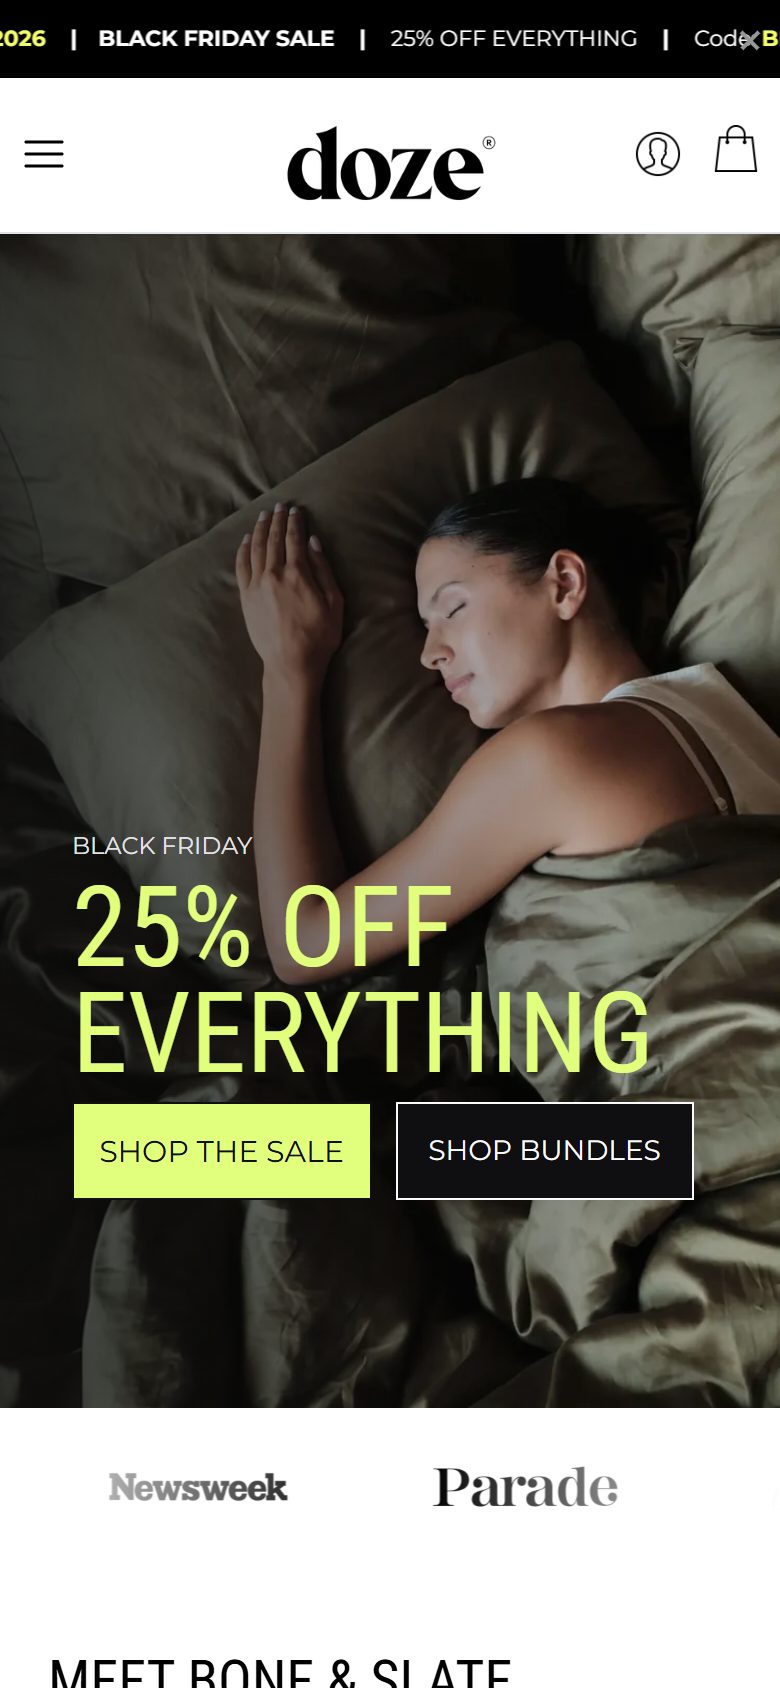 2026 | BLACK FRIDAY SALE | 25% OFF EVERYTHING |
doze®
BLACK FRIDAY
25% OFF
EVERYTHING
SHOP THE SALE
SHOP BUNDLES
Newsweek
Parade
MEET BONE & SLATE